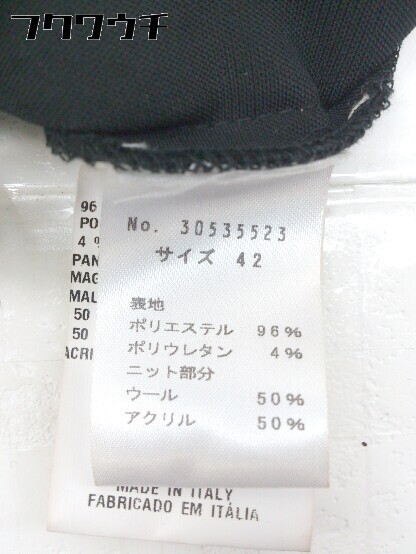 フクウクチ
No. 30535523
サイズ 42
表地
ポリエステル 96%
ポリウレタン 4%
ニット部分
ウール 50%
アクリル 50%
96
PO
4 %
PAN
MAG
MAL
50
50
ACRI
MADE IN ITALY
FABRICADO EM ITÁLIA